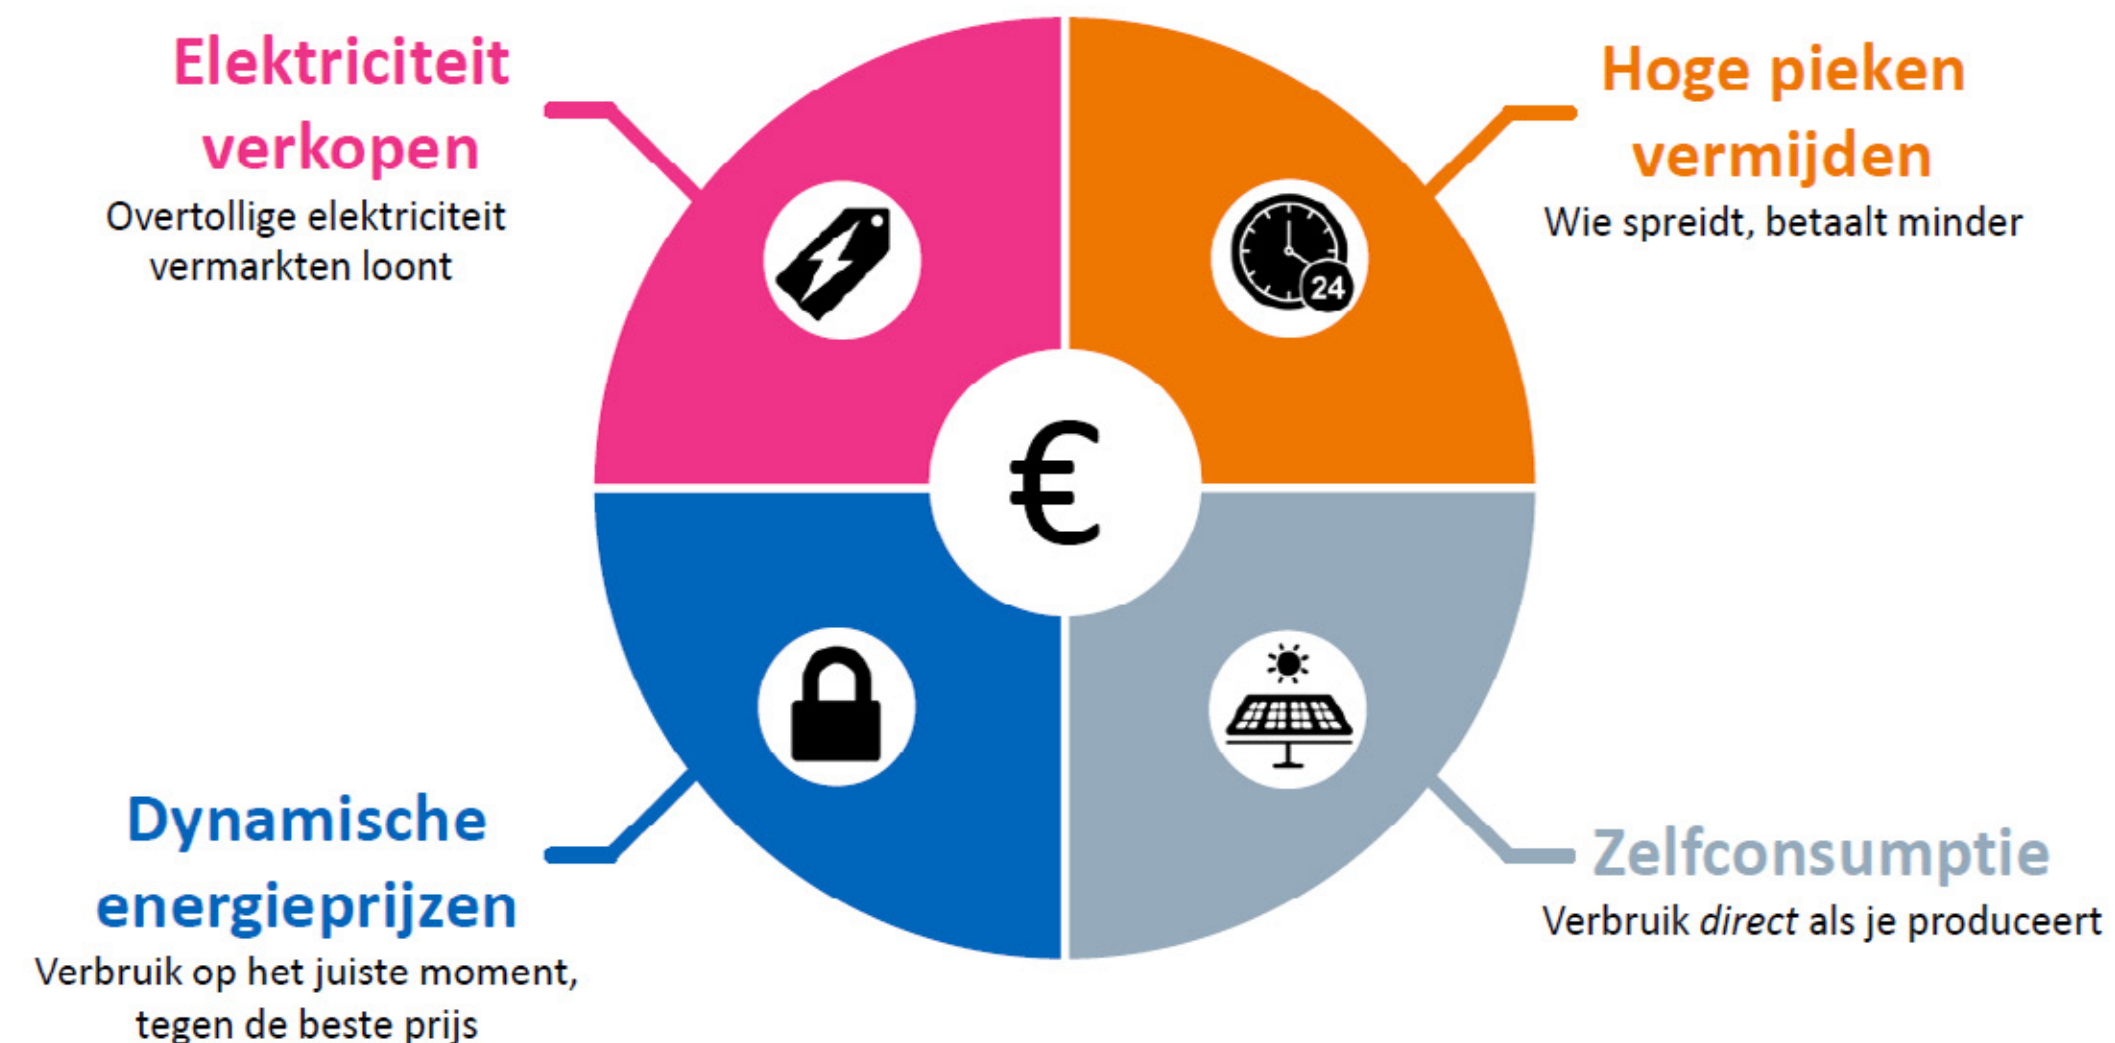 Elektriciteit
verkopen
Overtollige elektriciteit
vermarkten loont
Hoge pieken
vermijden
Wie spreidt, betaalt minder
24
€
Dynamische
energieprijzen
Verbruik op het juiste moment,
tegen de beste prijs
Zelfconsumptie
Verbruik direct als je produceert